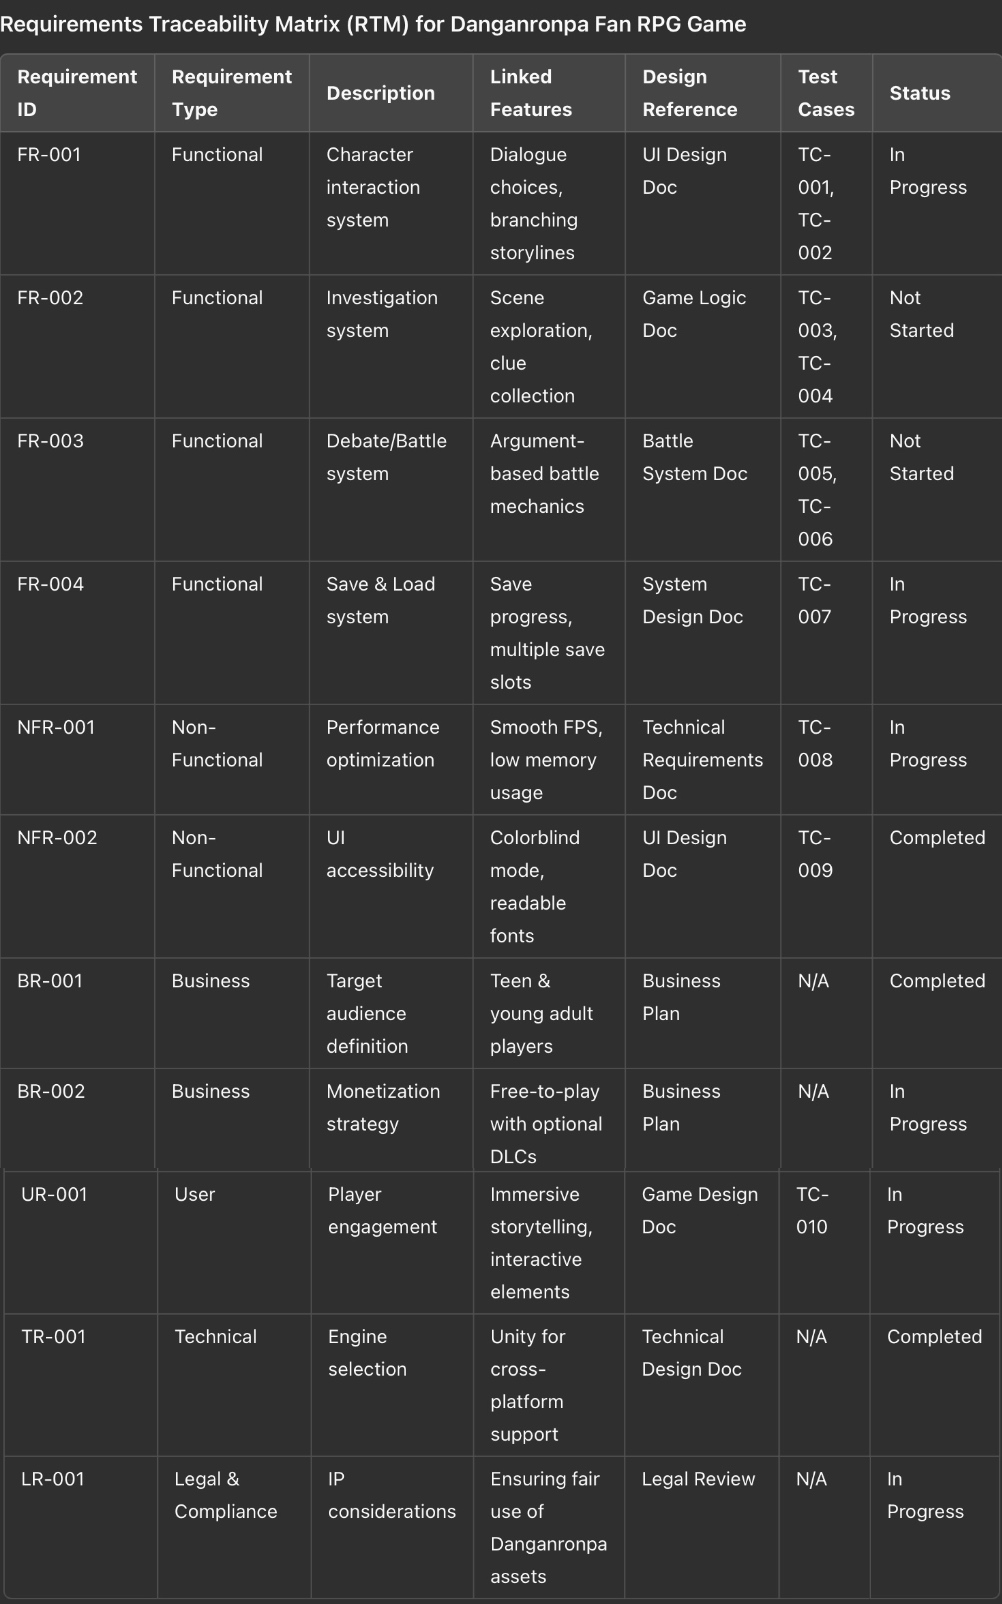 Requirements Traceability Matrix (RTM) for Danganronpa Fan RPG Game
Requirement ID | Requirement Type | Description | Linked Features | Design Reference | Test Cases | Status
FR-001 | Functional | Character interaction system | Dialogue choices, branching storylines | UI Design Doc | TC-001, TC-002 | In Progress
FR-002 | Functional | Investigation system | Scene exploration, clue collection | Game Logic Doc | TC-003, TC-004 | Not Started
FR-003 | Functional | Debate/Battle system | Argument-based battle mechanics | Battle System Doc | TC-005, TC-006 | Not Started
FR-004 | Functional | Save & Load system | Save progress, multiple save slots | System Design Doc | TC-007 | In Progress
NFR-001 | Non-Functional | Performance optimization | Smooth FPS, low memory usage | Technical Requirements Doc | TC-008 | In Progress
NFR-002 | Non-Functional | UI accessibility | Colorblind mode, readable fonts | UI Design Doc | TC-009 | Completed
BR-001 | Business | Target audience definition | Teen & young adult players | Business Plan | N/A | Completed
BR-002 | Business | Monetization strategy | Free-to-play with optional DLCs | Business Plan | N/A | In Progress
UR-001 | User | Player engagement | Immersive storytelling, interactive elements | Game Design Doc | TC-010 | In Progress
TR-001 | Technical | Engine selection | Unity for cross-platform support | Technical Design Doc | N/A | Completed
LR-001 | Legal & Compliance | IP considerations | Ensuring fair use of Danganronpa assets | Legal Review | N/A | In Progress